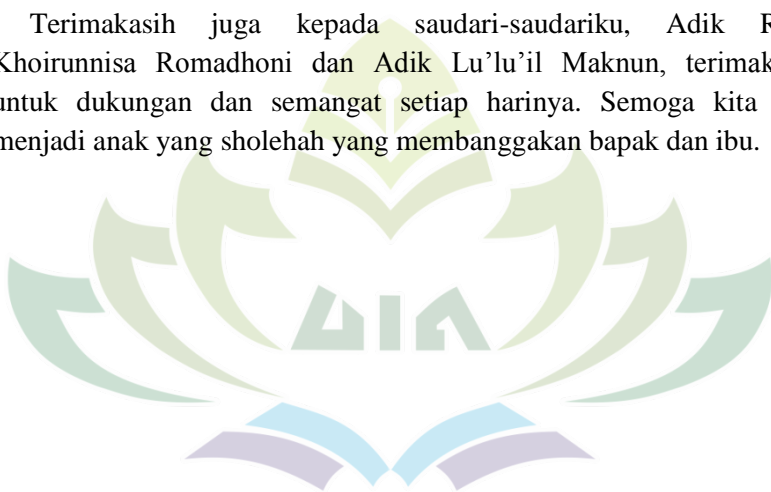 Terimakasih juga kepada saudari-saudariku, Adik
Khoirunnisa Romadhoni dan Adik Lu’lu’il Maknun,
untuk dukungan dan semangat setiap harinya. Semoga kita
menjadi anak yang sholehah yang membanggakan bapak dan ibu.
UIN